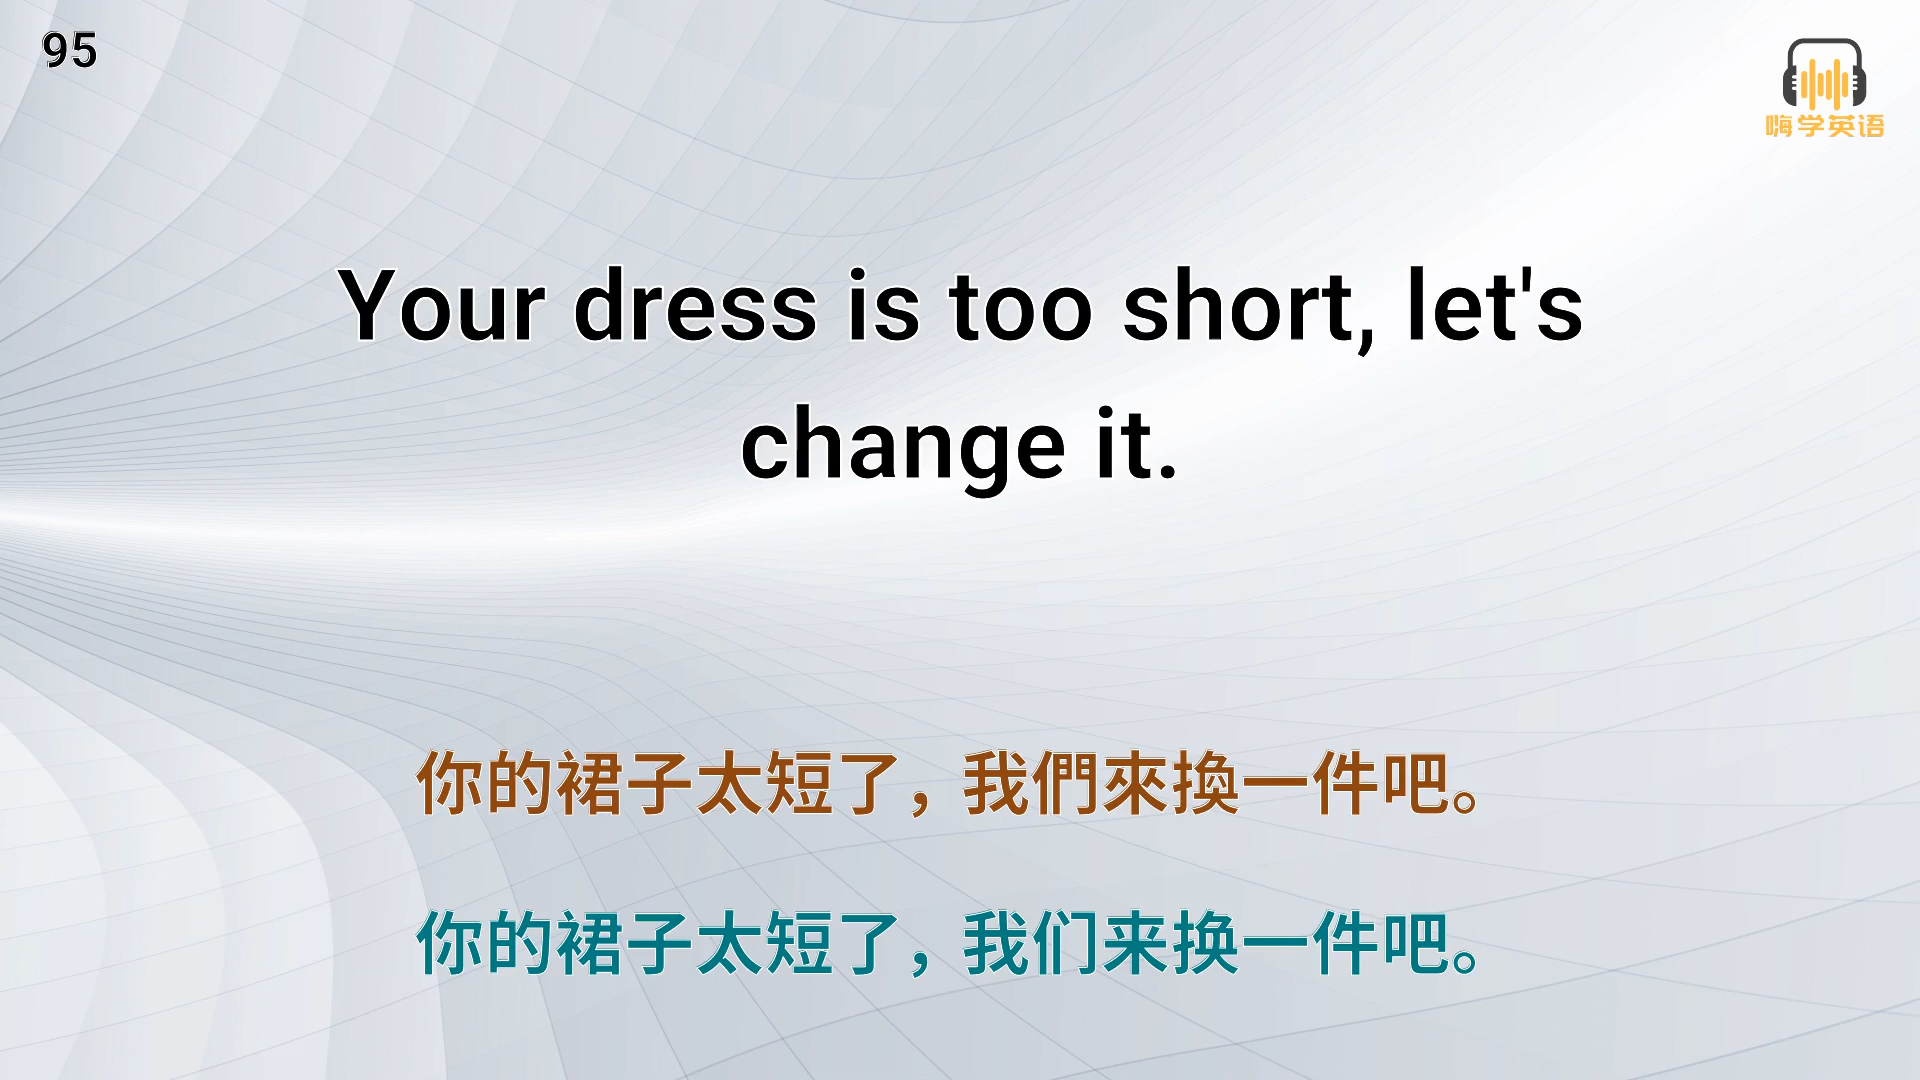 95
嗨学英语
Your dress is too short, let's
change it.
你的裙子太短了，我們來換一件吧。
你的裙子太短了，我们来换一件吧。